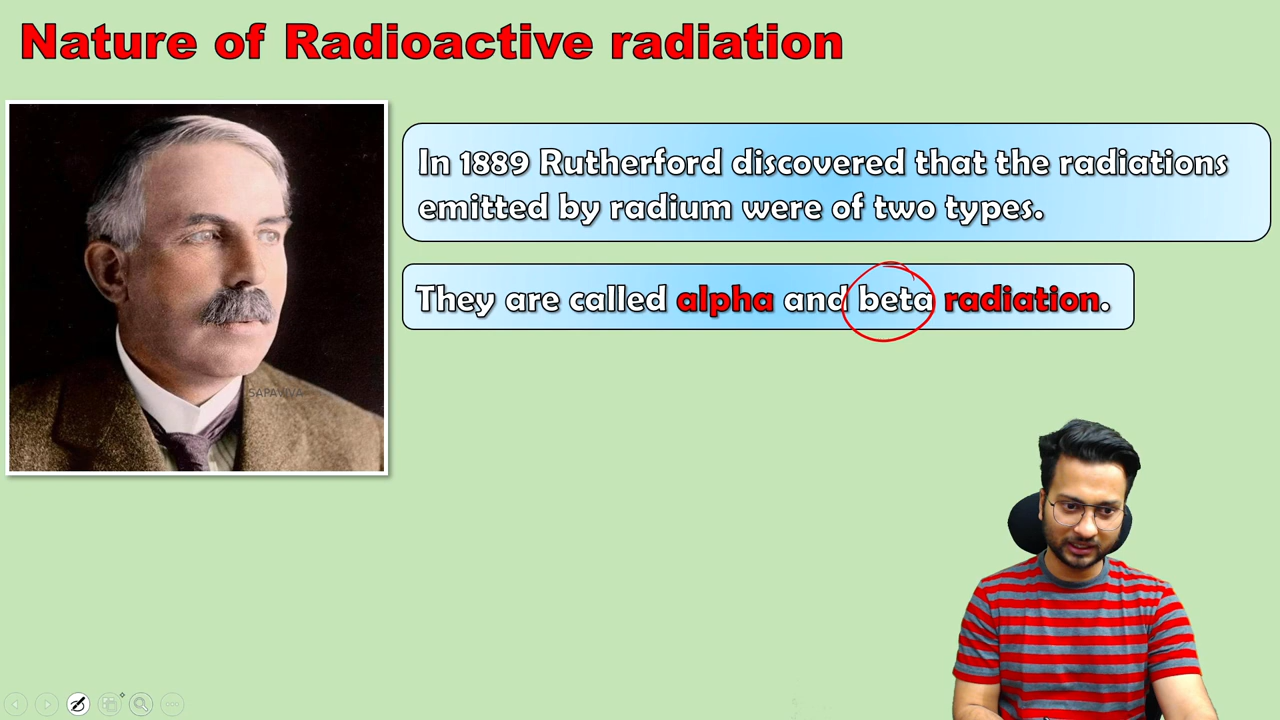 Nature of Radioactive radiation
In 1889 Rutherford discovered that the radiations
emitted by radium were of two types.
They are called alpha and beta radiation.
SAPAVIVA